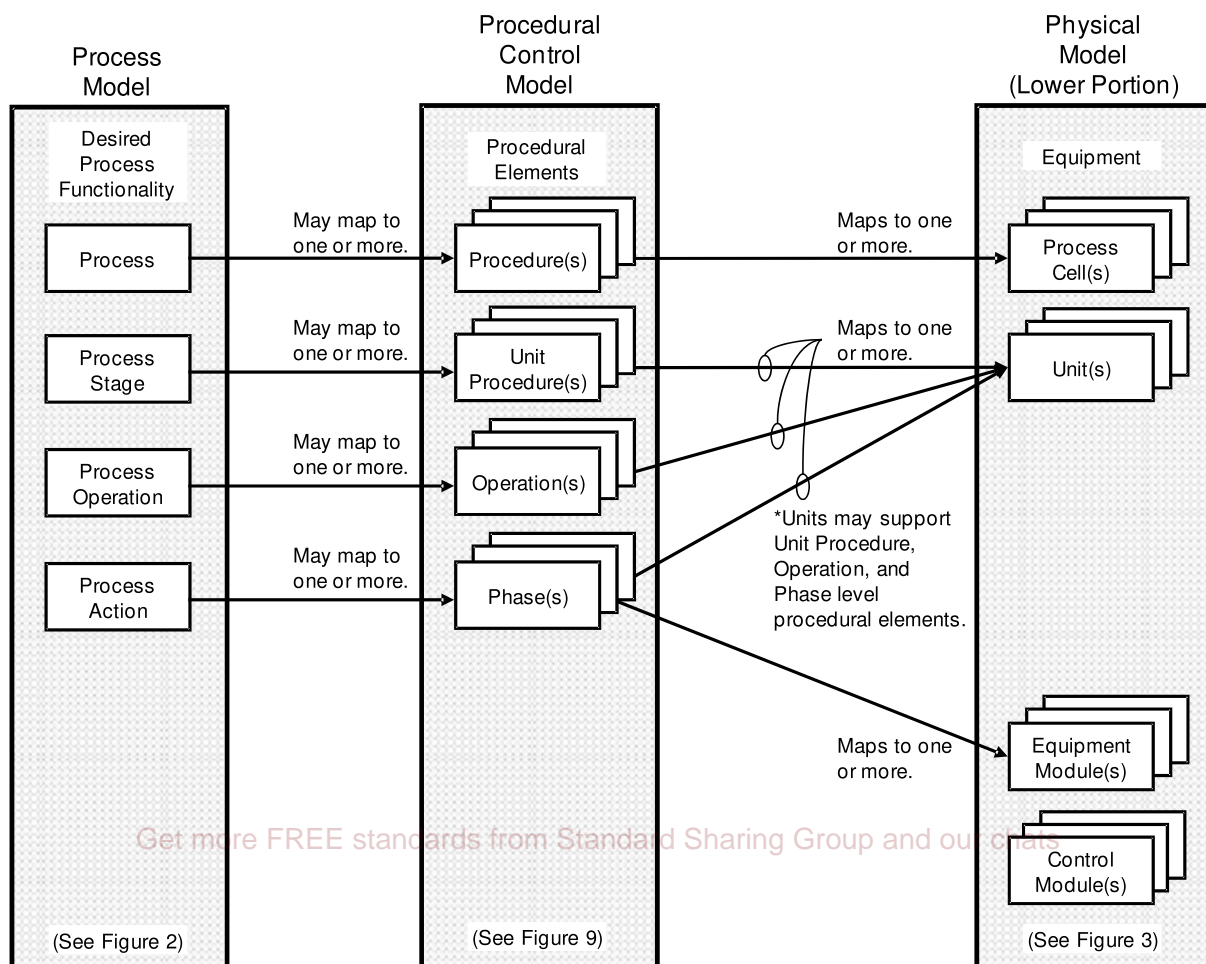 Process
Model
Procedural
Control
Model
Physical
Model
(Lower Portion)
Desired
Process
Functionality
Procedural
Elements
Equipment
Process
May map to
one or more.
Procedure(s)
Maps to one
or more.
Process
Cell(s)
Process
Stage
May map to
one or more.
Unit
Procedure(s)
Maps to one
or more.
Unit(s)
Process
Operation
May map to
one or more.
Operation(s)
*Units may support
Unit Procedure,
Operation, and
Phase level
procedural elements.
Process
Action
May map to
one or more.
Phase(s)
Maps to one
or more.
Equipment
Module(s)
Get more FREE standards from Standard Sharing Group and our chats
Control
Module(s)
(See Figure 2)
(See Figure 9)
(See Figure 3)